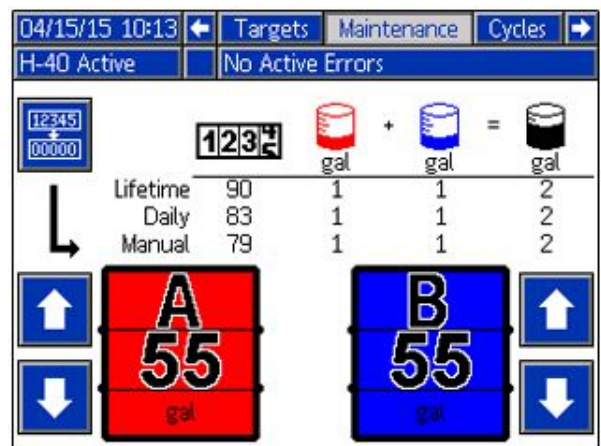 04/15/15 10:13 Targets Maintenance Cycles
H-40 Active No Active Errors
12345
00000
1234
gal gal gal
Lifetime 90 1 1 2
Daily 83 1 1 2
Manual 79 1 1 2
A B
55 55
gal gal